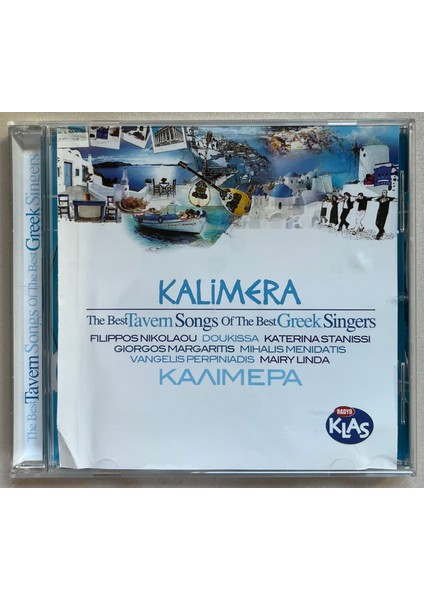 The Best Tavern Songs Of The Best Greek Singers
KALiMERA
The Best Tavern Songs Of The Best Greek Singers
FILIPPOS NIKOLAOU DOUKISSA KATERINA STANISSI
GIORGOS MARGARITIS MIHALIS MENIDATIS
VANGELIS PERPINIADIS MAIRY LINDA
ΚΑΛΙΜΕΡΑ
RADYO
KLAS